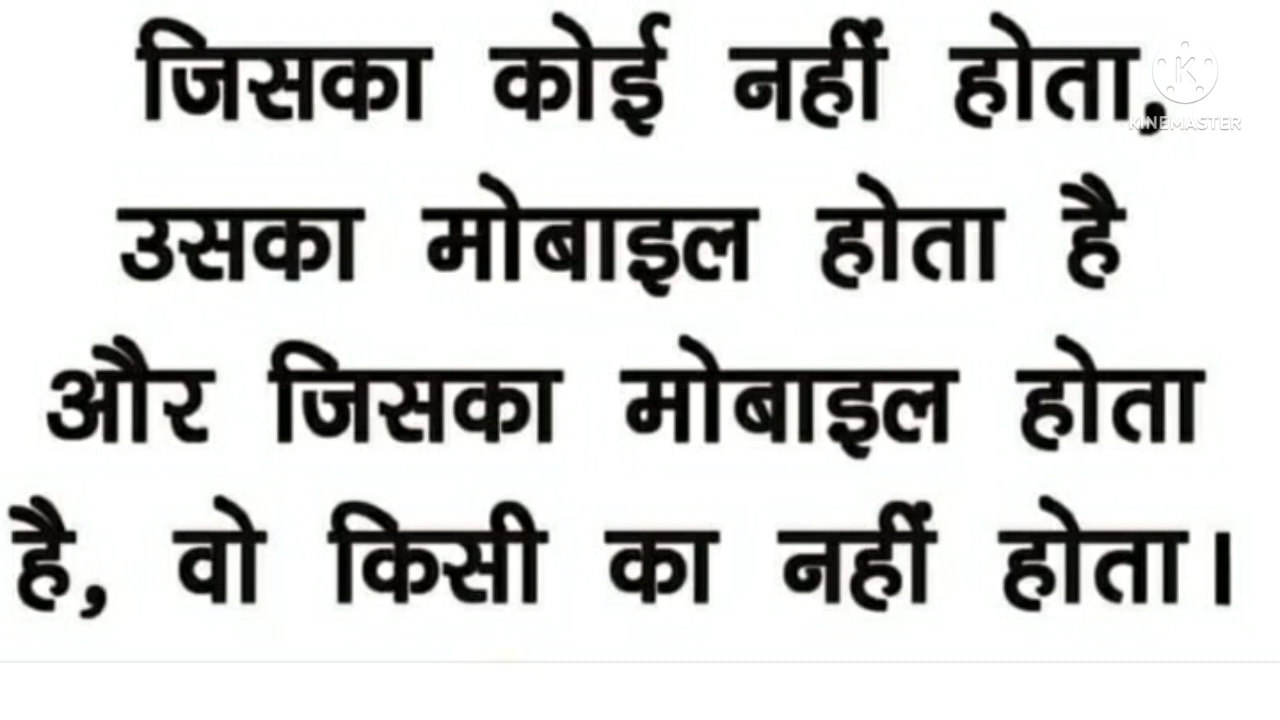 जिसका कोई नहीं होता,
उसका मोबाइल होता है
और जिसका मोबाइल होता
है, वो किसी का नहीं होता।
K
KINEMASTER